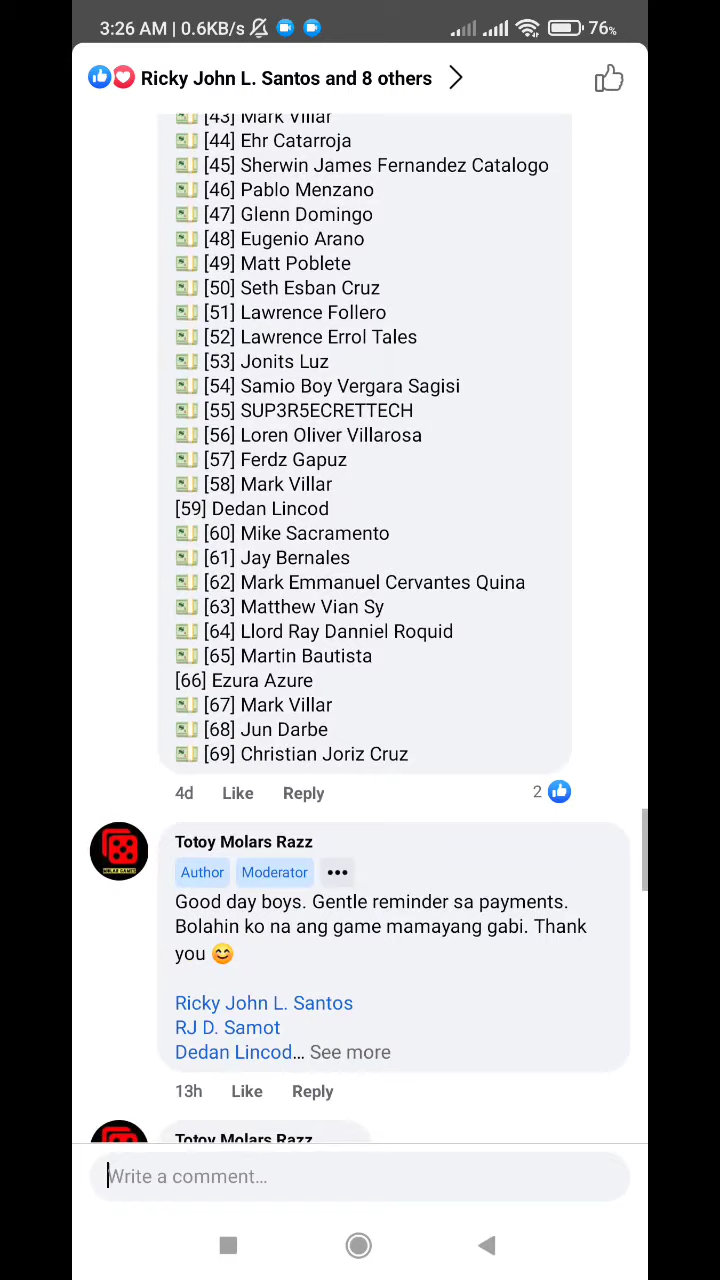 3:26 AM | 0.6KB/s
76%
Ricky John L. Santos and 8 others
[43] Mark Villar
[44] Ehr Catarroja
[45] Sherwin James Fernandez Catalogo
[46] Pablo Menzano
[47] Glenn Domingo
[48] Eugenio Arano
[49] Matt Poblete
[50] Seth Esban Cruz
[51] Lawrence Follero
[52] Lawrence Errol Tales
[53] Jonits Luz
[54] Samio Boy Vergara Sagisi
[55] SUP3R5ECRETTECH
[56] Loren Oliver Villarosa
[57] Ferdz Gapuz
[58] Mark Villar
[59] Dedan Lincod
[60] Mike Sacramento
[61] Jay Bernales
[62] Mark Emmanuel Cervantes Quina
[63] Matthew Vian Sy
[64] Llord Ray Danniel Roquid
[65] Martin Bautista
[66] Ezura Azure
[67] Mark Villar
[68] Jun Darbe
[69] Christian Joriz Cruz
4d Like Reply 2
Totoy Molars Razz
Author Moderator •••
Good day boys. Gentle reminder sa payments.
Bolahin ko na ang game mamayang gabi. Thank
you 😊
Ricky John L. Santos
RJ D. Samot
Dedan Lincod... See more
13h Like Reply
Totoy Molars Razz
Write a comment...